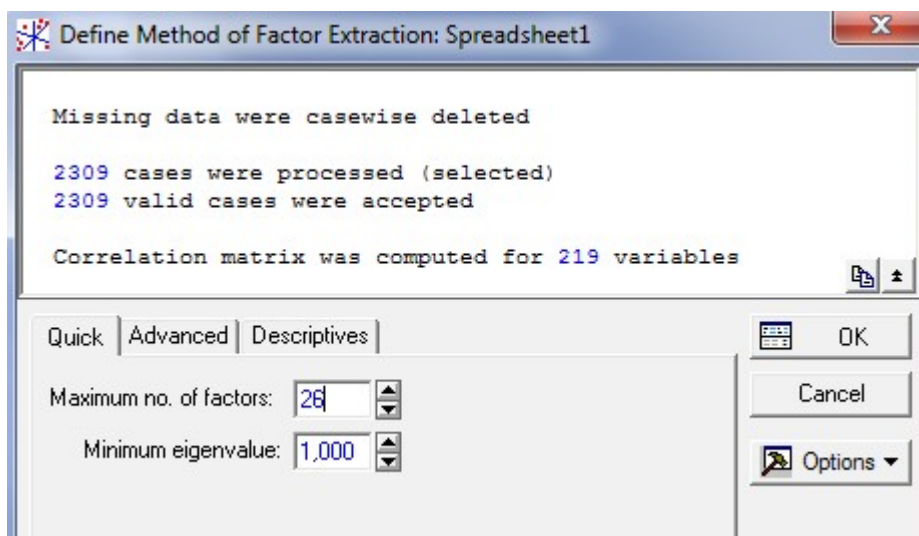 Define Method of Factor Extraction: Spreadsheet1
Missing data were casewise deleted
2309 cases were processed (selected)
2309 valid cases were accepted
Correlation matrix was computed for 219 variables
Quick Advanced Descriptives
OK
Maximum no. of factors: 26
Cancel
Minimum eigenvalue: 1,000
Options